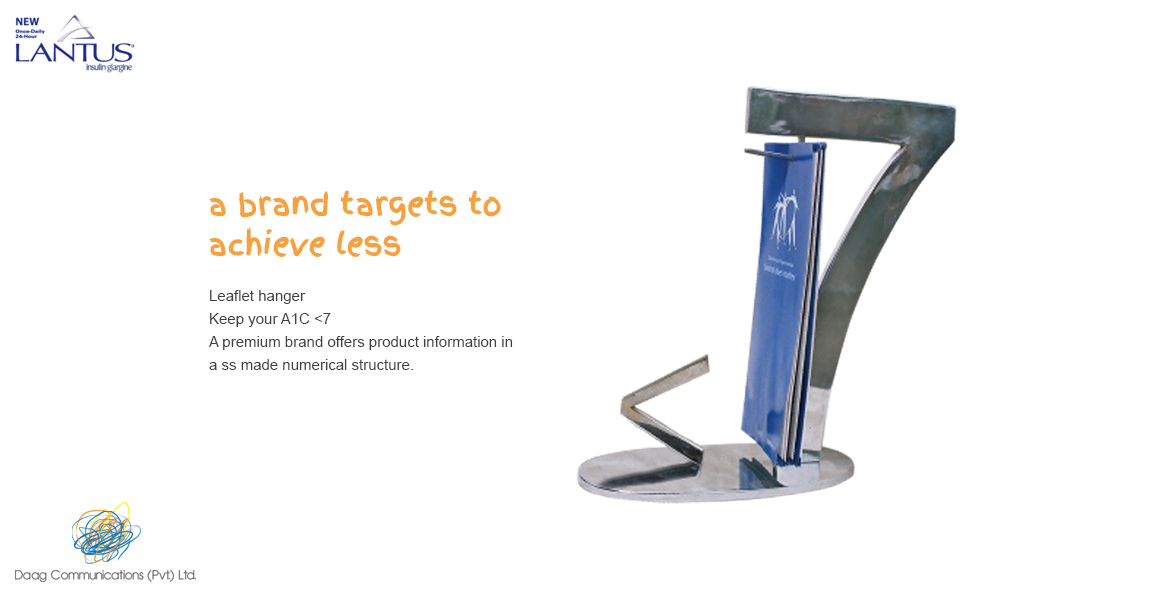 NEW
Once-Daily
24-Hour
LANTUS®
insulin glargine
a brand targets to
achieve less
Leaflet hanger
Keep your A1C <7
A premium brand offers product information in
a ss made numerical structure.
<7
Daag Communications (Pvt) Ltd.